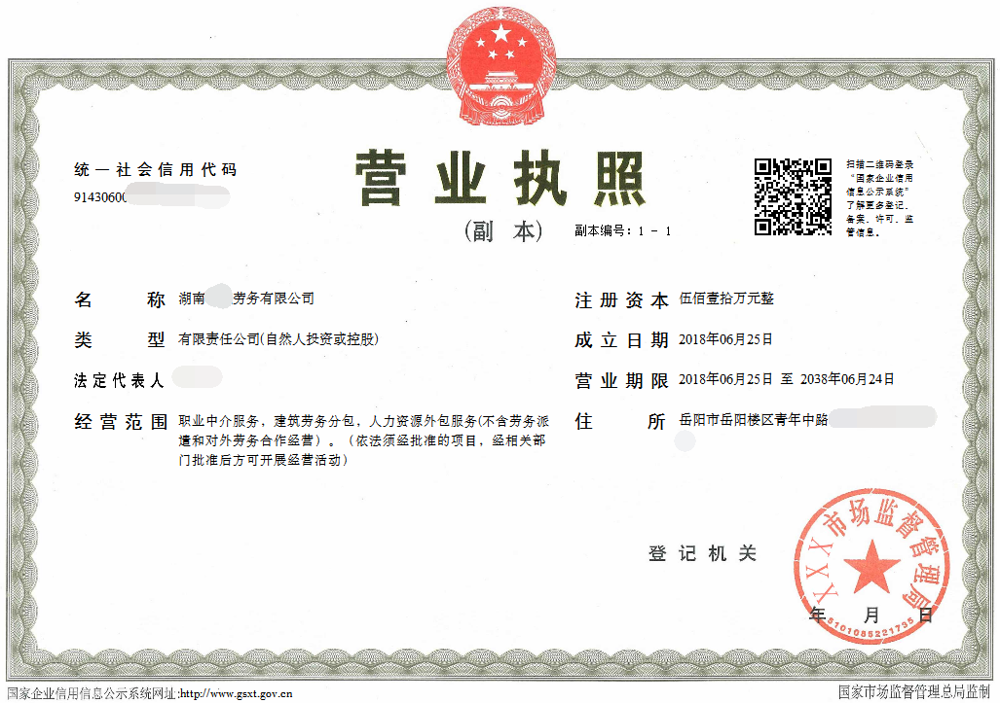 统一社会信用代码
91430600
营业执照
(副 本)
副本编号：1 - 1
扫描二维码登录
“国家企业信用
信息公示系统”
了解更多登记、
备案、许可、监
管信息。
名 称 湖南 劳务有限公司
类 型 有限责任公司(自然人投资或控股)
法定代表人
经营范围 职业中介服务，建筑劳务分包，人力资源外包服务(不含劳务派
遣和对外劳务合作经营）。（依法须经批准的项目，经相关部
门批准后方可开展经营活动）
注册资本 伍佰壹拾万元整
成立日期 2018年06月25日
营业期限 2018年06月25日 至 2038年06月24日
住 所 岳阳市岳阳楼区青年中路
登记机关
XXX市场监督管理局
5101085221735
年 月 日
国家企业信用信息公示系统网址:http://www.gsxt.gov.cn
国家市场监督管理总局监制